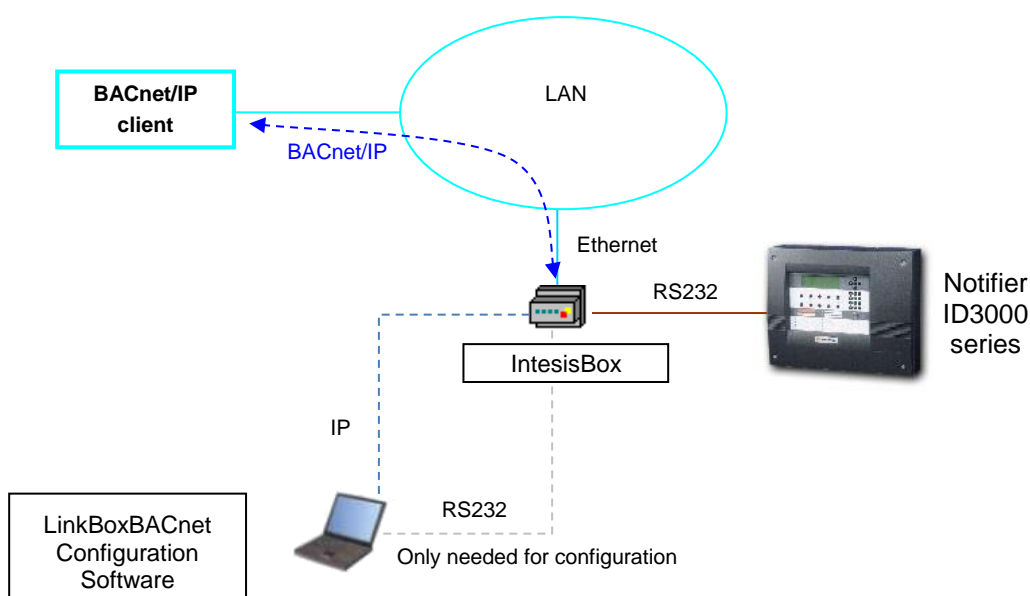 BACnet/IP
client
LAN
BACnet/IP
Ethernet
RS232
Notifier
ID3000
series
IntesisBox
IP
RS232
Only needed for configuration
LinkBoxBACnet
Configuration
Software